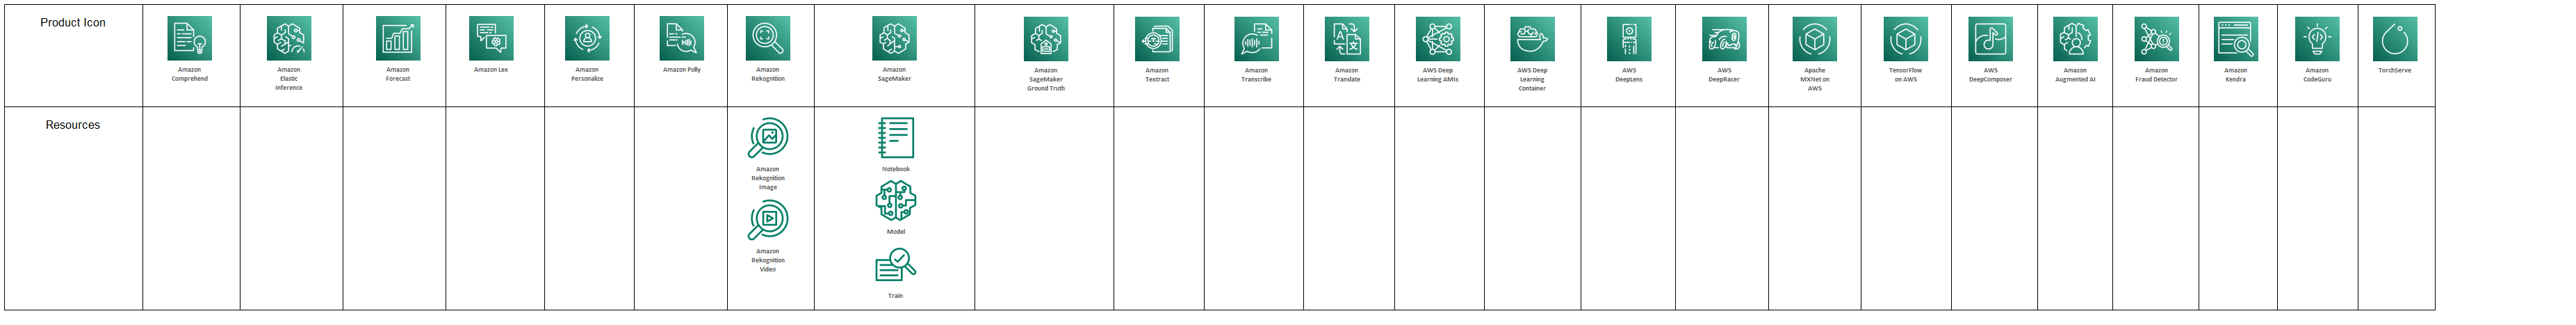 Product Icon
Amazon
Comprehend
Amazon
Elastic
Inference
Amazon
Forecast
Amazon Lex
Amazon
Personalize
Amazon Polly
Amazon
Rekognition
Amazon
SageMaker
Amazon
SageMaker
Ground Truth
Amazon
Textract
Amazon
Transcribe
Amazon
Translate
AWS Deep
Learning AMIs
AWS Deep
Learning
Container
AWS
DeepLens
AWS
DeepRacer
Apache
MXNet on
AWS
TensorFlow
on AWS
AWS
DeepComposer
Amazon
Augmented AI
Amazon
Fraud Detector
Amazon
Kendra
Amazon
CodeGuru
TorchServe
Resources
Amazon
Rekognition
Image
Amazon
Rekognition
Video
Notebook
Model
Train